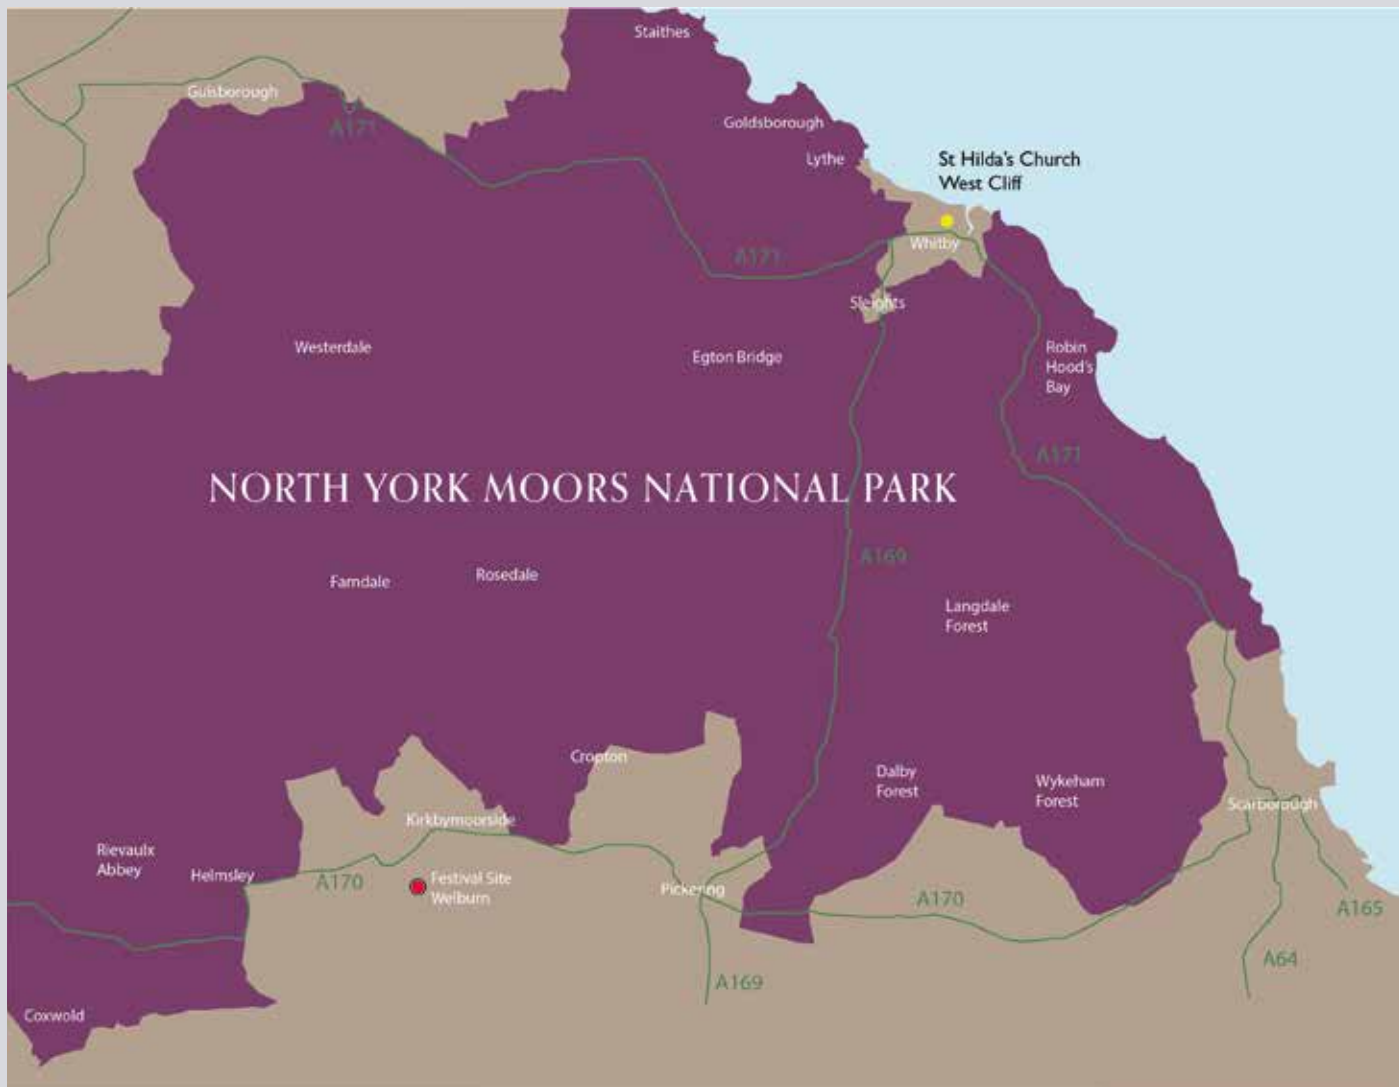 Staithes
Guisborough
Goldsborough
A171
Lythe
St Hilda's Church
West Cliff
Whitby
A171
Sleights
Westerdale
Egton Bridge
Robin
Hood's
Bay
A171
NORTH YORK MOORS NATIONAL PARK
A169
Farndale
Rosedale
Langdale
Forest
Cropton
Dalby
Forest
Wykeham
Forest
Scarborough
Kirkbymoorside
Rievaulx
Abbey
Helmsley
A170
Festival Site
Welburn
Pickering
A170
A165
A64
A169
Coxwold